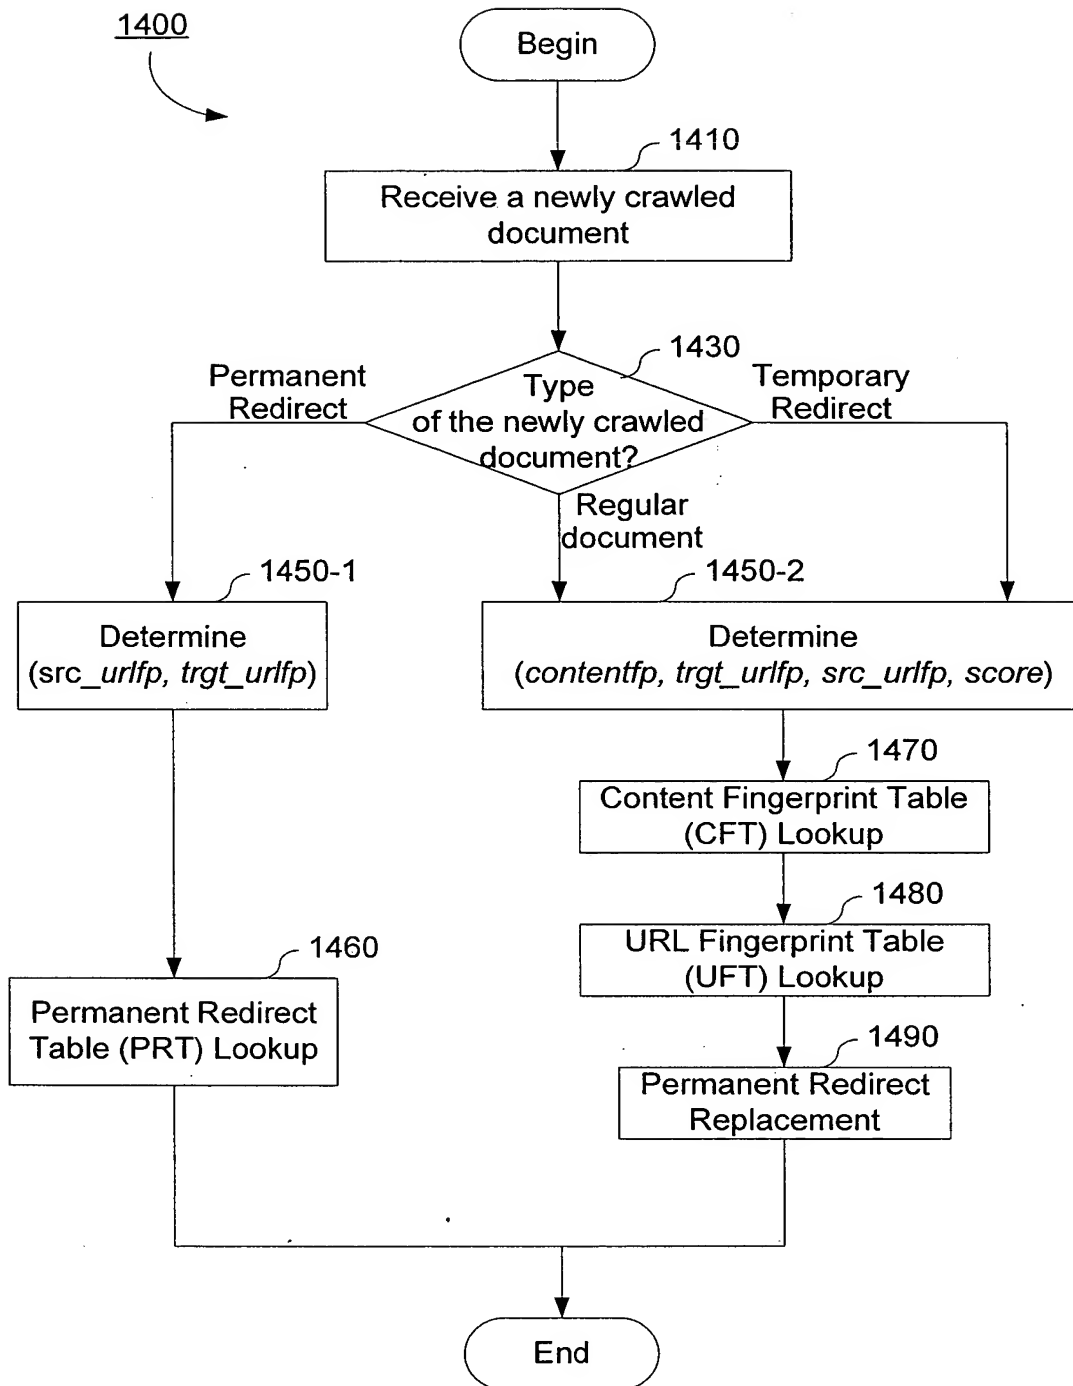 1400
Begin
1410
Receive a newly crawled
document
1430
Permanent
Redirect
Type
of the newly crawled
document?
Temporary
Redirect
Regular
document
1450-1
1450-2
Determine
(src_urlfp, trgt_urlfp)
Determine
(contentfp, trgt_urlfp, src_urlfp, score)
1470
Content Fingerprint Table
(CFT) Lookup
1480
URL Fingerprint Table
(UFT) Lookup
1460
Permanent Redirect
Table (PRT) Lookup
1490
Permanent Redirect
Replacement
End